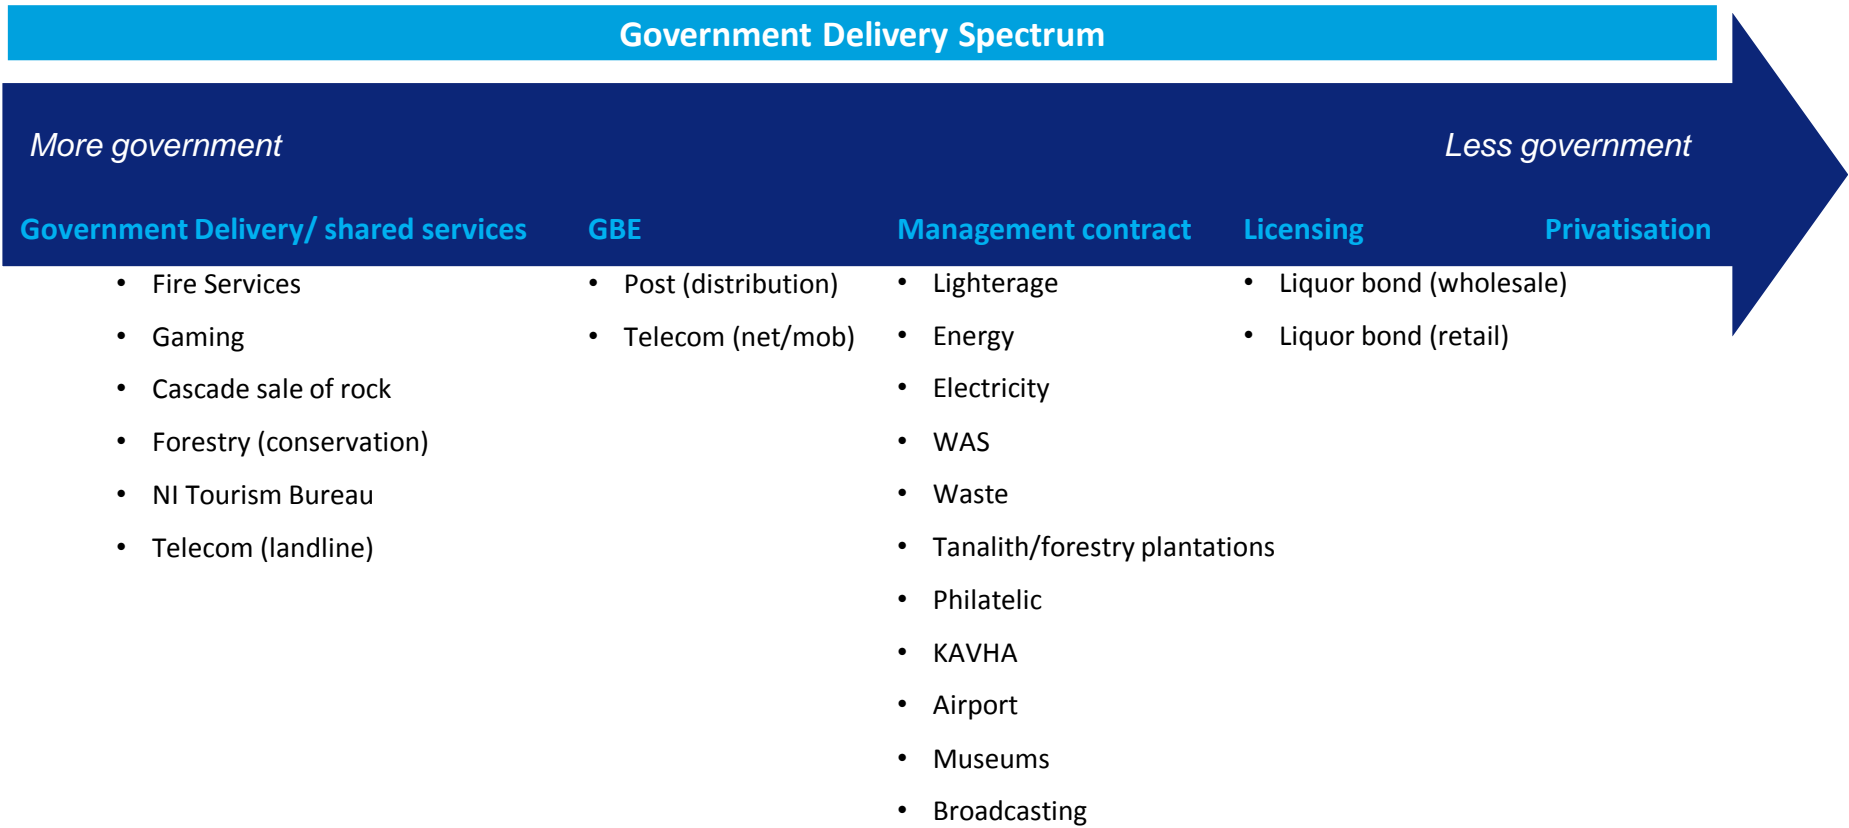 Government Delivery Spectrum
More government
Less government
Government Delivery/ shared services
GBE
Management contract
Licensing
Privatisation
• Fire Services
• Gaming
• Cascade sale of rock
• Forestry (conservation)
• NI Tourism Bureau
• Telecom (landline)
• Post (distribution)
• Telecom (net/mob)
• Lighterage
• Energy
• Electricity
• WAS
• Waste
• Tanalith/forestry plantations
• Philatelic
• KAVHA
• Airport
• Museums
• Broadcasting
• Liquor bond (wholesale)
• Liquor bond (retail)